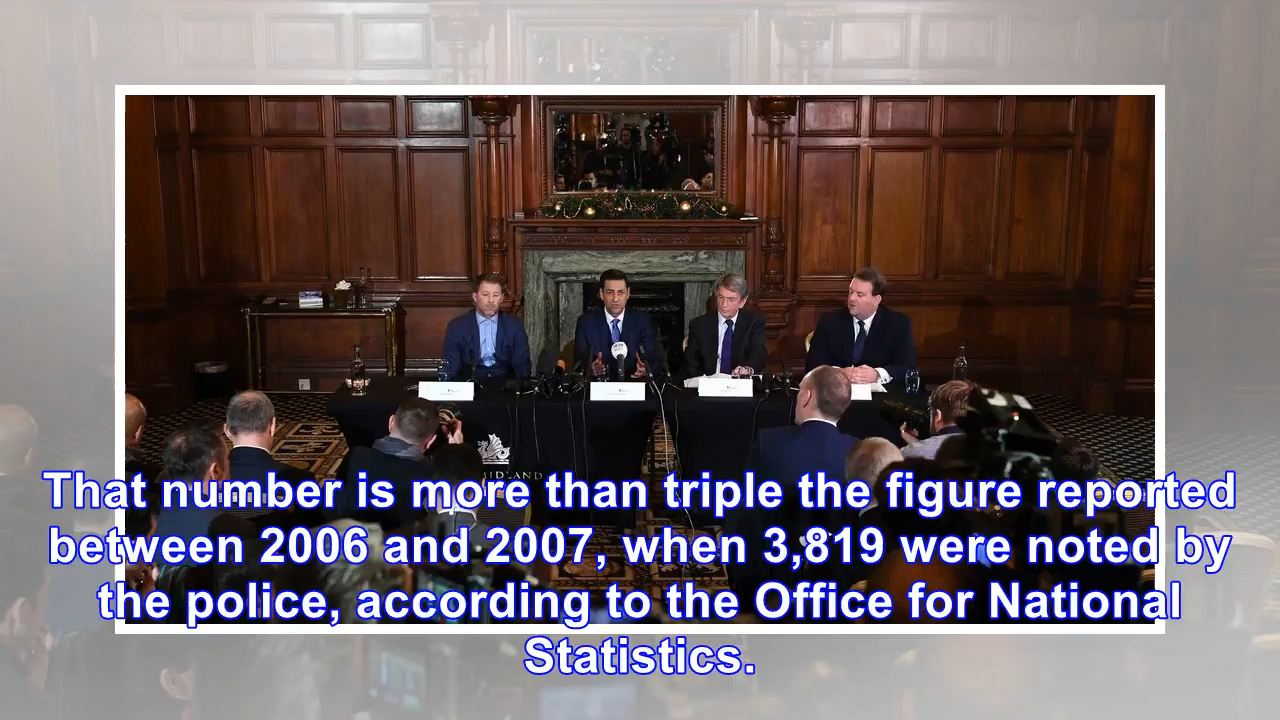 MIDLAND
That number is more than triple the figure reported
between 2006 and 2007, when 3,819 were noted by
the police, according to the Office for National
Statistics.